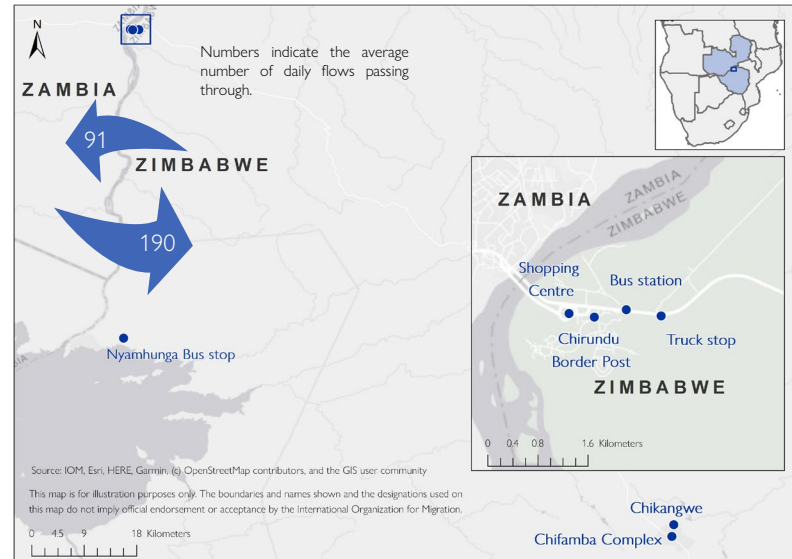 N
Numbers indicate the average
number of daily flows passing
through.
ZAMBIA
91
ZIMBABWE
190
Nyamhunga Bus stop
ZAMBIA
ZAMBIA
ZIMBABWE
Shopping
Centre
Bus station
Chirundu
Border Post
Truck stop
ZIMBABWE
0 0.4 0.8 1.6 Kilometers
Source: IOM, Esri, HERE, Garmin, (c) OpenStreetMap contributors, and the GIS user community
This map is for illustration purposes only. The boundaries and names shown and the designations used on
this map do not imply official endorsement or acceptance by the International Organization for Migration.
0 4.5 9 18 Kilometers
Chikangwe
Chifamba Complex